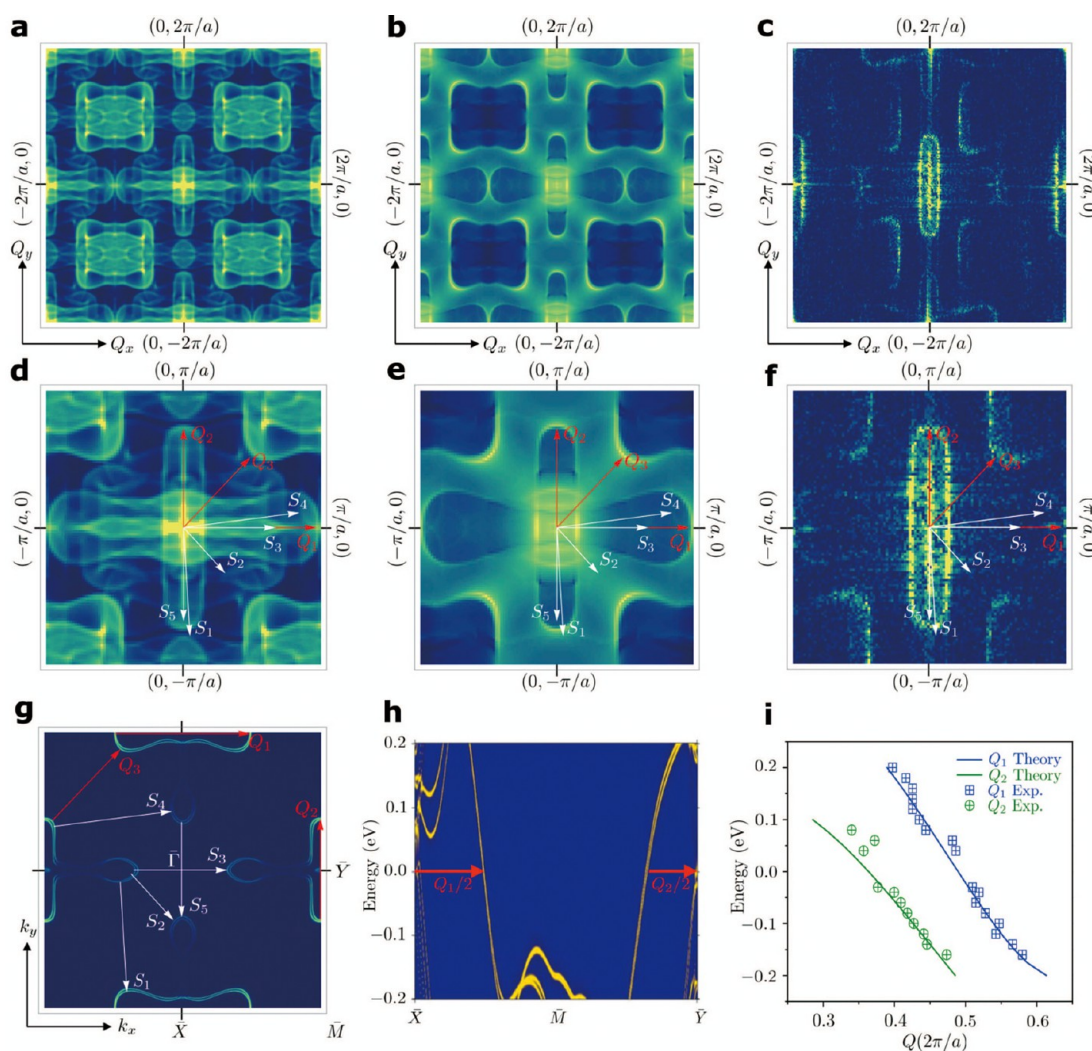 a
b
c
(0, 2π/a)
(0, 2π/a)
(0, 2π/a)
(−2π/a, 0)
(2π/a, 0)
(−2π/a, 0)
(2π/a, 0)
(−2π/a, 0)
(2π/a, 0)
Q_y
Q_y
Q_y
Q_x (0, −2π/a)
Q_x (0, −2π/a)
Q_x (0, −2π/a)
d
e
f
(0, π/a)
(0, π/a)
(0, π/a)
(−π/a, 0)
Q_2
Q_3
S_4
S_3
Q_1
S_2
S_5
S_1
(π/a, 0)
(−π/a, 0)
Q_2
Q_3
S_4
S_3
Q_1
S_2
S_5
S_1
(π/a, 0)
(−π/a, 0)
Q_2
Q_3
S_4
S_3
Q_1
S_2
S_5
S_1
(π/a, 0)
(0, −π/a)
(0, −π/a)
(0, −π/a)
g
Q_1
Q_3
S_4
Q_2
Γ̄
S_3
Ȳ
S_2
S_5
S_1
k_y
k_x
X̄
M̄
h
Energy (eV)
0.2
0.1
0.0
−0.1
−0.2
Q_1/2
Q_2/2
X̄
M̄
Ȳ
i
Energy (eV)
0.2
0.1
0.0
−0.1
−0.2
Q_1 Theory
Q_2 Theory
Q_1 Exp.
Q_2 Exp.
0.3
0.4
0.5
0.6
Q(2π/a)